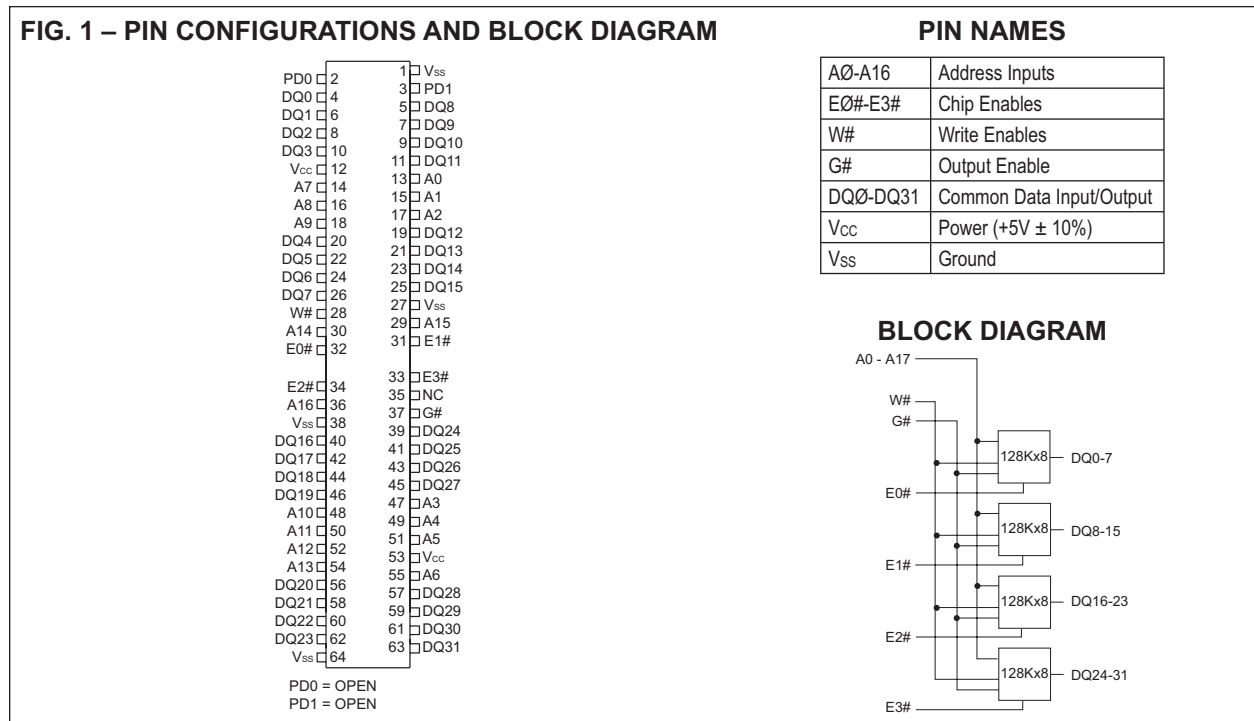 FIG. 1 – PIN CONFIGURATIONS AND BLOCK DIAGRAM
1 Vss
PD0 2
3 PD1
DQ0 4
5 DQ8
DQ1 6
7 DQ9
DQ2 8
9 DQ10
DQ3 10
11 DQ11
Vcc 12
13 A0
A7 14
15 A1
A8 16
17 A2
A9 18
19 DQ12
DQ4 20
21 DQ13
DQ5 22
23 DQ14
DQ6 24
25 DQ15
DQ7 26
27 Vss
W# 28
29 A15
A14 30
31 E1#
E0# 32
33 E3#
E2# 34
35 NC
A16 36
37 G#
Vss 38
39 DQ24
DQ16 40
41 DQ25
DQ17 42
43 DQ26
DQ18 44
45 DQ27
DQ19 46
47 A3
A10 48
49 A4
A11 50
51 A5
A12 52
53 Vcc
A13 54
55 A6
DQ20 56
57 DQ28
DQ21 58
59 DQ29
DQ22 60
61 DQ30
DQ23 62
63 DQ31
Vss 64
PD0 = OPEN
PD1 = OPEN
PIN NAMES
AØ-A16 Address Inputs
EØ#-E3# Chip Enables
W# Write Enables
G# Output Enable
DQØ-DQ31 Common Data Input/Output
Vcc Power (+5V ± 10%)
Vss Ground
BLOCK DIAGRAM
A0 - A17
W#
G#
128Kx8 DQ0-7
E0#
128Kx8 DQ8-15
E1#
128Kx8 DQ16-23
E2#
128Kx8 DQ24-31
E3#